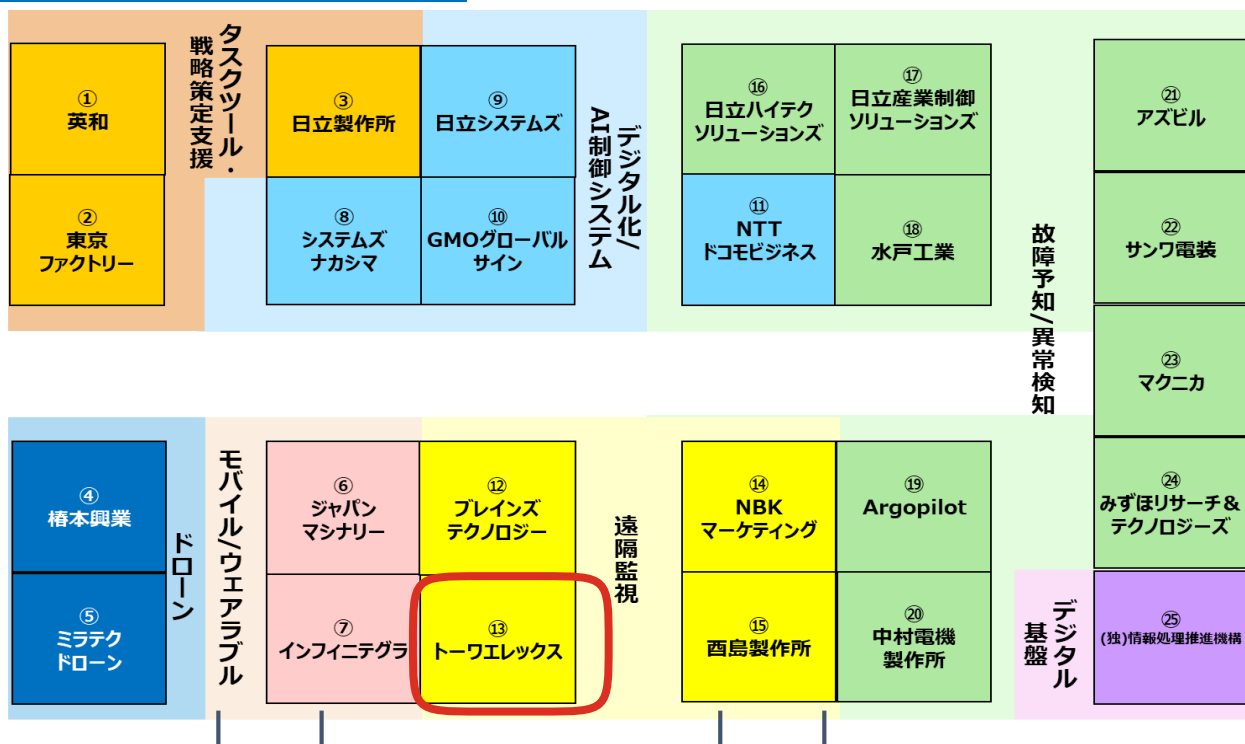 タスクツール・
戦略策定支援
①
英和
②
東京
ファクトリー
③
日立製作所
⑨
日立システムズ
⑧
システムズ
ナカシマ
⑩
GMOグローバル
サイン
デジタル化/
AI制御システム
⑯
日立ハイテク
ソリューションズ
⑰
日立産業制御
ソリューションズ
⑪
NTT
ドコモビジネス
⑱
水戸工業
故障予知/異常検知
㉑
アズビル
㉒
サンワ電装
㉓
マクニカ
㉔
みずほリサーチ&
テクノロジーズ
④
椿本興業
⑤
ミラテク
ドローン
ドローン
モバイル/ウェアラブル
⑥
ジャパン
マシナリー
⑦
インフィニテグラ
⑫
ブレインズ
テクノロジー
⑬
トーワエレックス
遠隔監視
⑭
NBK
マーケティング
⑮
酉島製作所
⑲
Argopilot
⑳
中村電機
製作所
デジタル
基盤
㉕
(独)情報処理推進機構